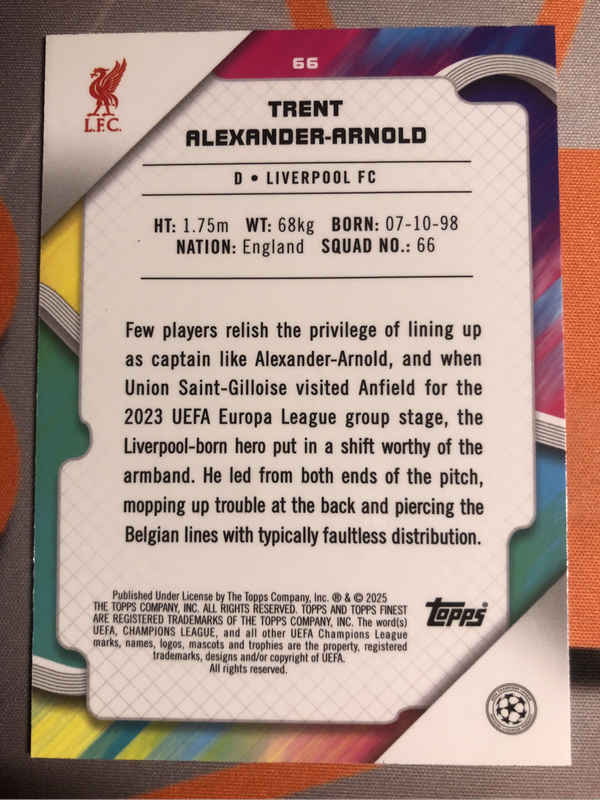 66
L.F.C.
TRENT
ALEXANDER-ARNOLD
D • LIVERPOOL FC
HT: 1.75m WT: 68kg BORN: 07-10-98
NATION: England SQUAD NO.: 66
Few players relish the privilege of lining up
as captain like Alexander-Arnold, and when
Union Saint-Gilloise visited Anfield for the
2023 UEFA Europa League group stage, the
Liverpool-born hero put in a shift worthy of the
armband. He led from both ends of the pitch,
mopping up trouble at the back and piercing the
Belgian lines with typically faultless distribution.
Published Under License by The Topps Company, Inc. ® & © 2025
THE TOPPS COMPANY, INC. ALL RIGHTS RESERVED. TOPPS AND TOPPS FINEST
ARE REGISTERED TRADEMARKS OF THE TOPPS COMPANY, INC. The word(s)
UEFA, CHAMPIONS LEAGUE, and all other UEFA Champions League
marks, names, logos, mascots and trophies are the property, registered
trademarks, designs and/or copyright of UEFA.
All rights reserved.
TOPPS®